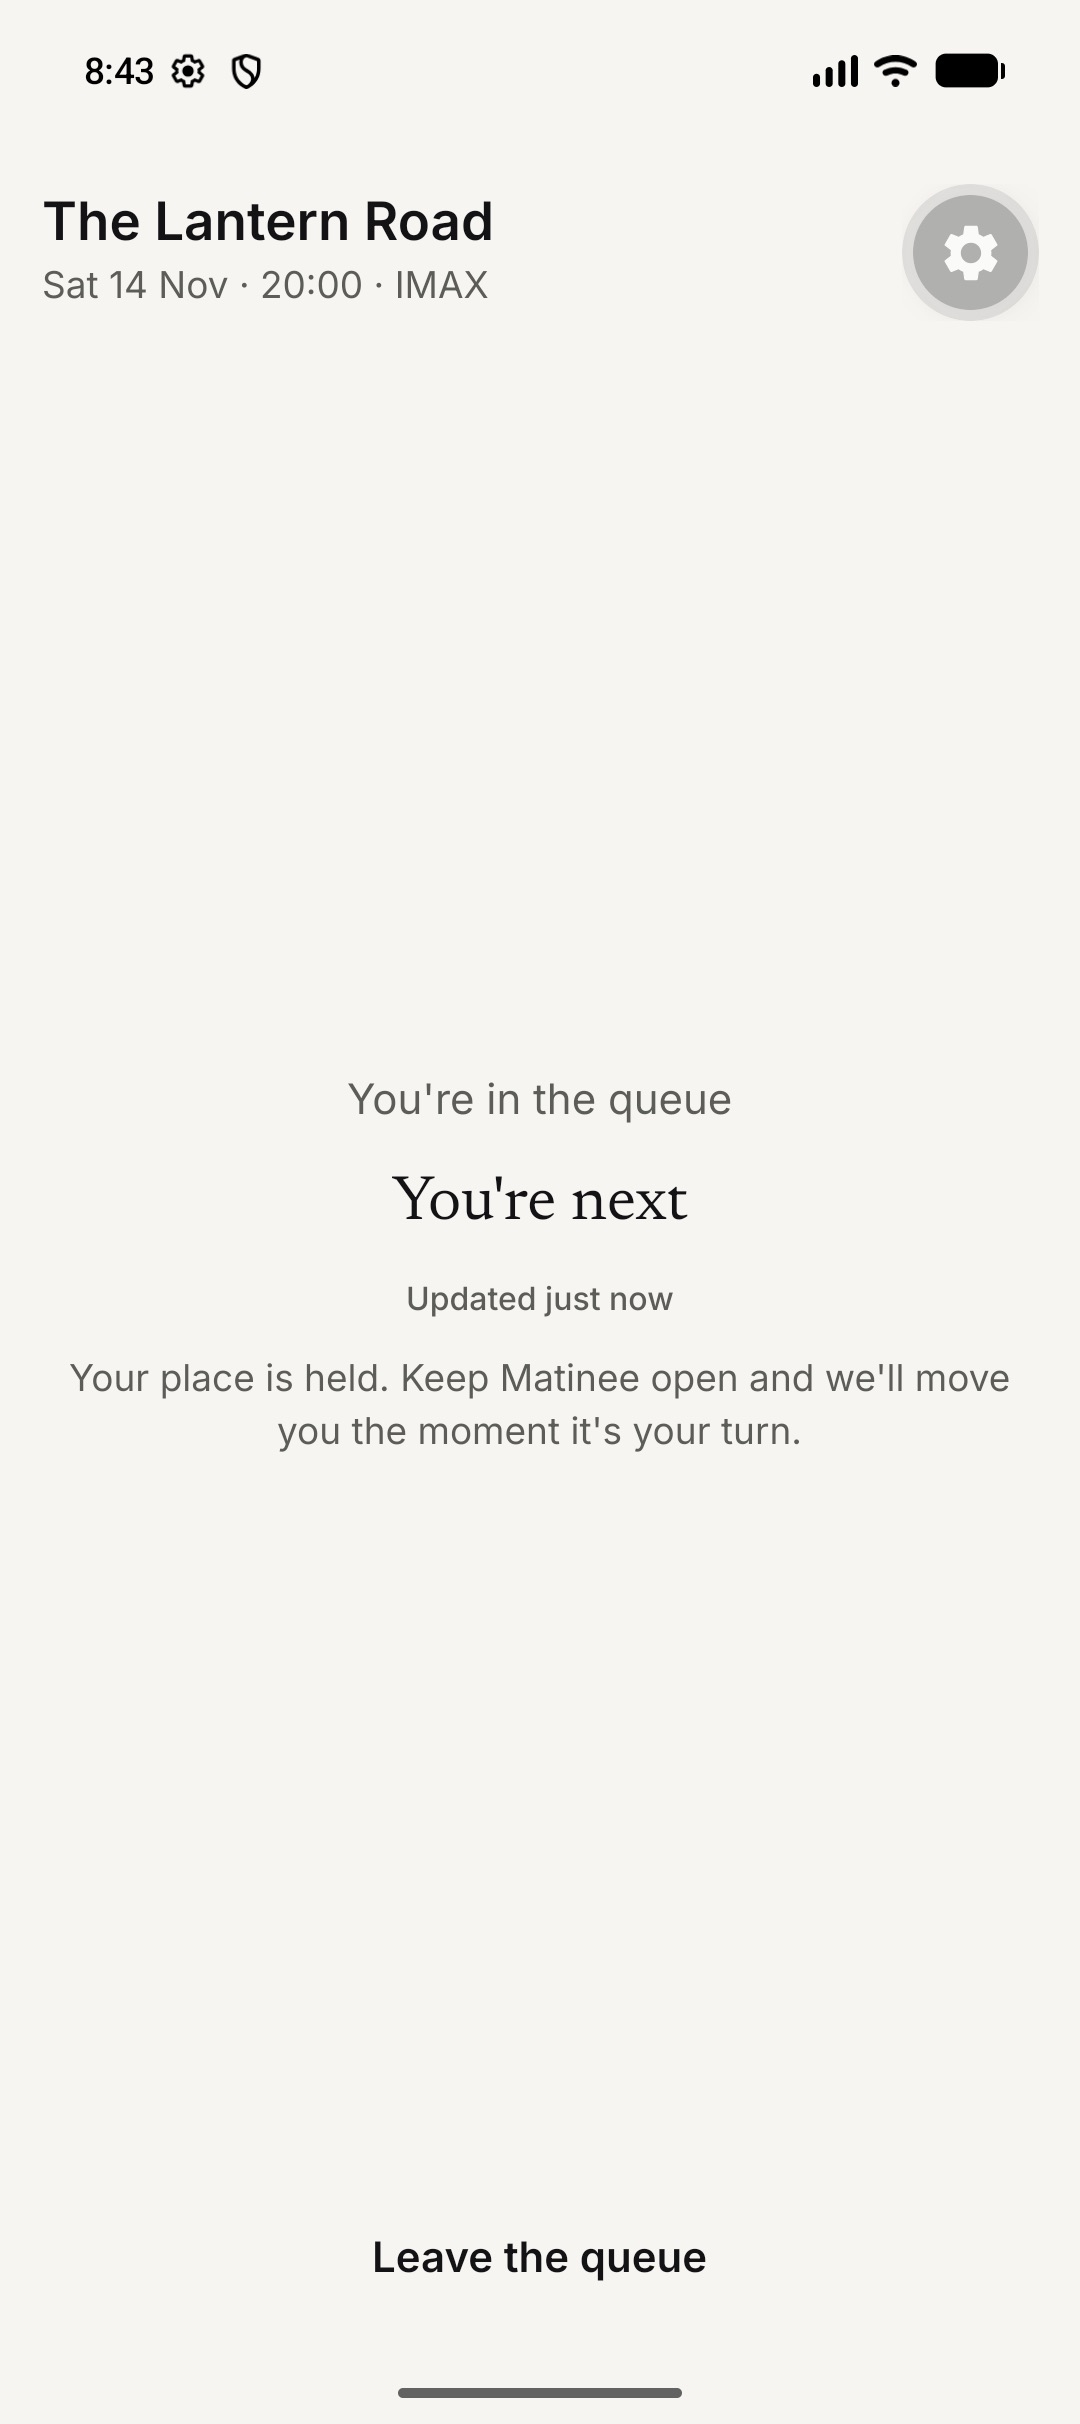 8:43
The Lantern Road
Sat 14 Nov · 20:00 · IMAX
You're in the queue
You're next
Updated just now
Your place is held. Keep Matinee open and we'll move
you the moment it's your turn.
Leave the queue